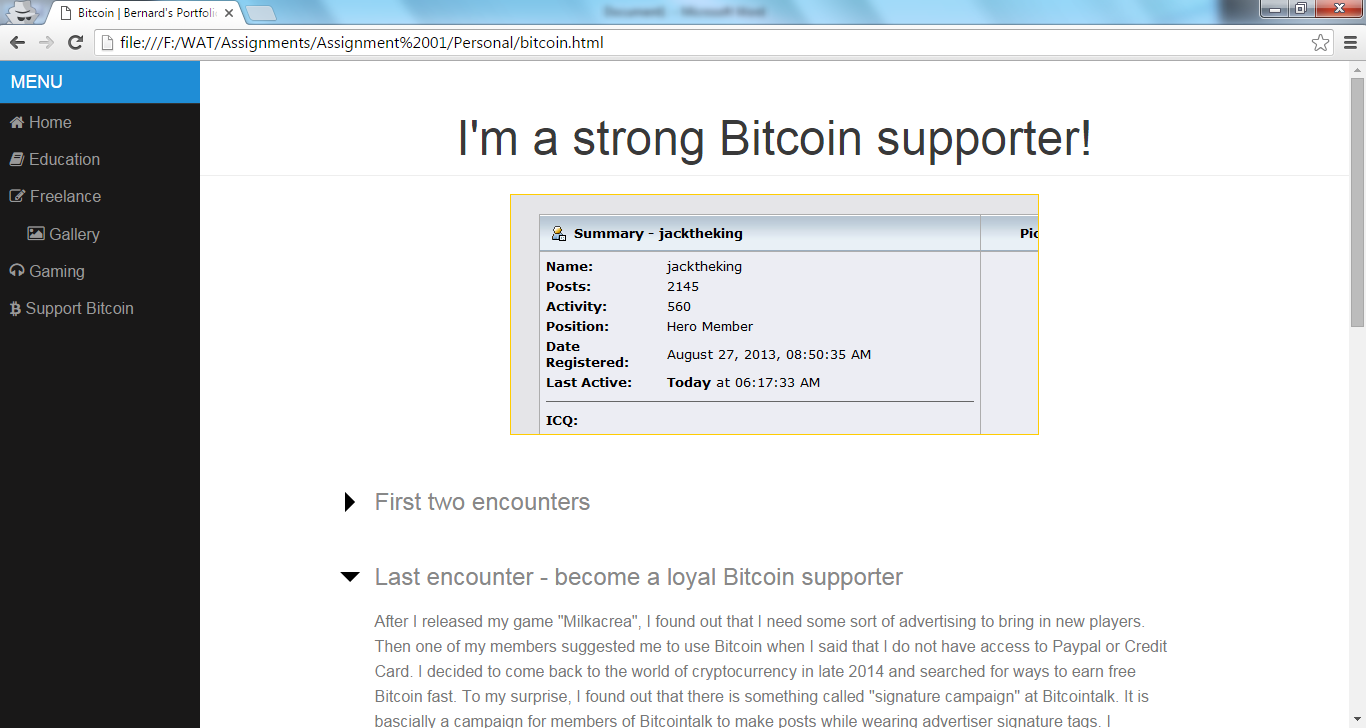 Bitcoin | Bernard's Portfoli
file:///F:/WAT/Assignments/Assignment%2001/Personal/bitcoin.html
MENU
Home
Education
Freelance
Gallery
Gaming
Support Bitcoin
I'm a strong Bitcoin supporter!
Summary - jacktheking Pic
Name: jacktheking
Posts: 2145
Activity: 560
Position: Hero Member
Date
Registered: August 27, 2013, 08:50:35 AM
Last Active: Today at 06:17:33 AM
ICQ:
First two encounters
Last encounter - become a loyal Bitcoin supporter
After I released my game "Milkacrea", I found out that I need some sort of advertising to bring in new players.
Then one of my members suggested me to use Bitcoin when I said that I do not have access to Paypal or Credit
Card. I decided to come back to the world of cryptocurrency in late 2014 and searched for ways to earn free
Bitcoin fast. To my surprise, I found out that there is something called "signature campaign" at Bitcointalk. It is
bascially a campaign for members of Bitcointalk to make posts while wearing advertiser signature tags. I